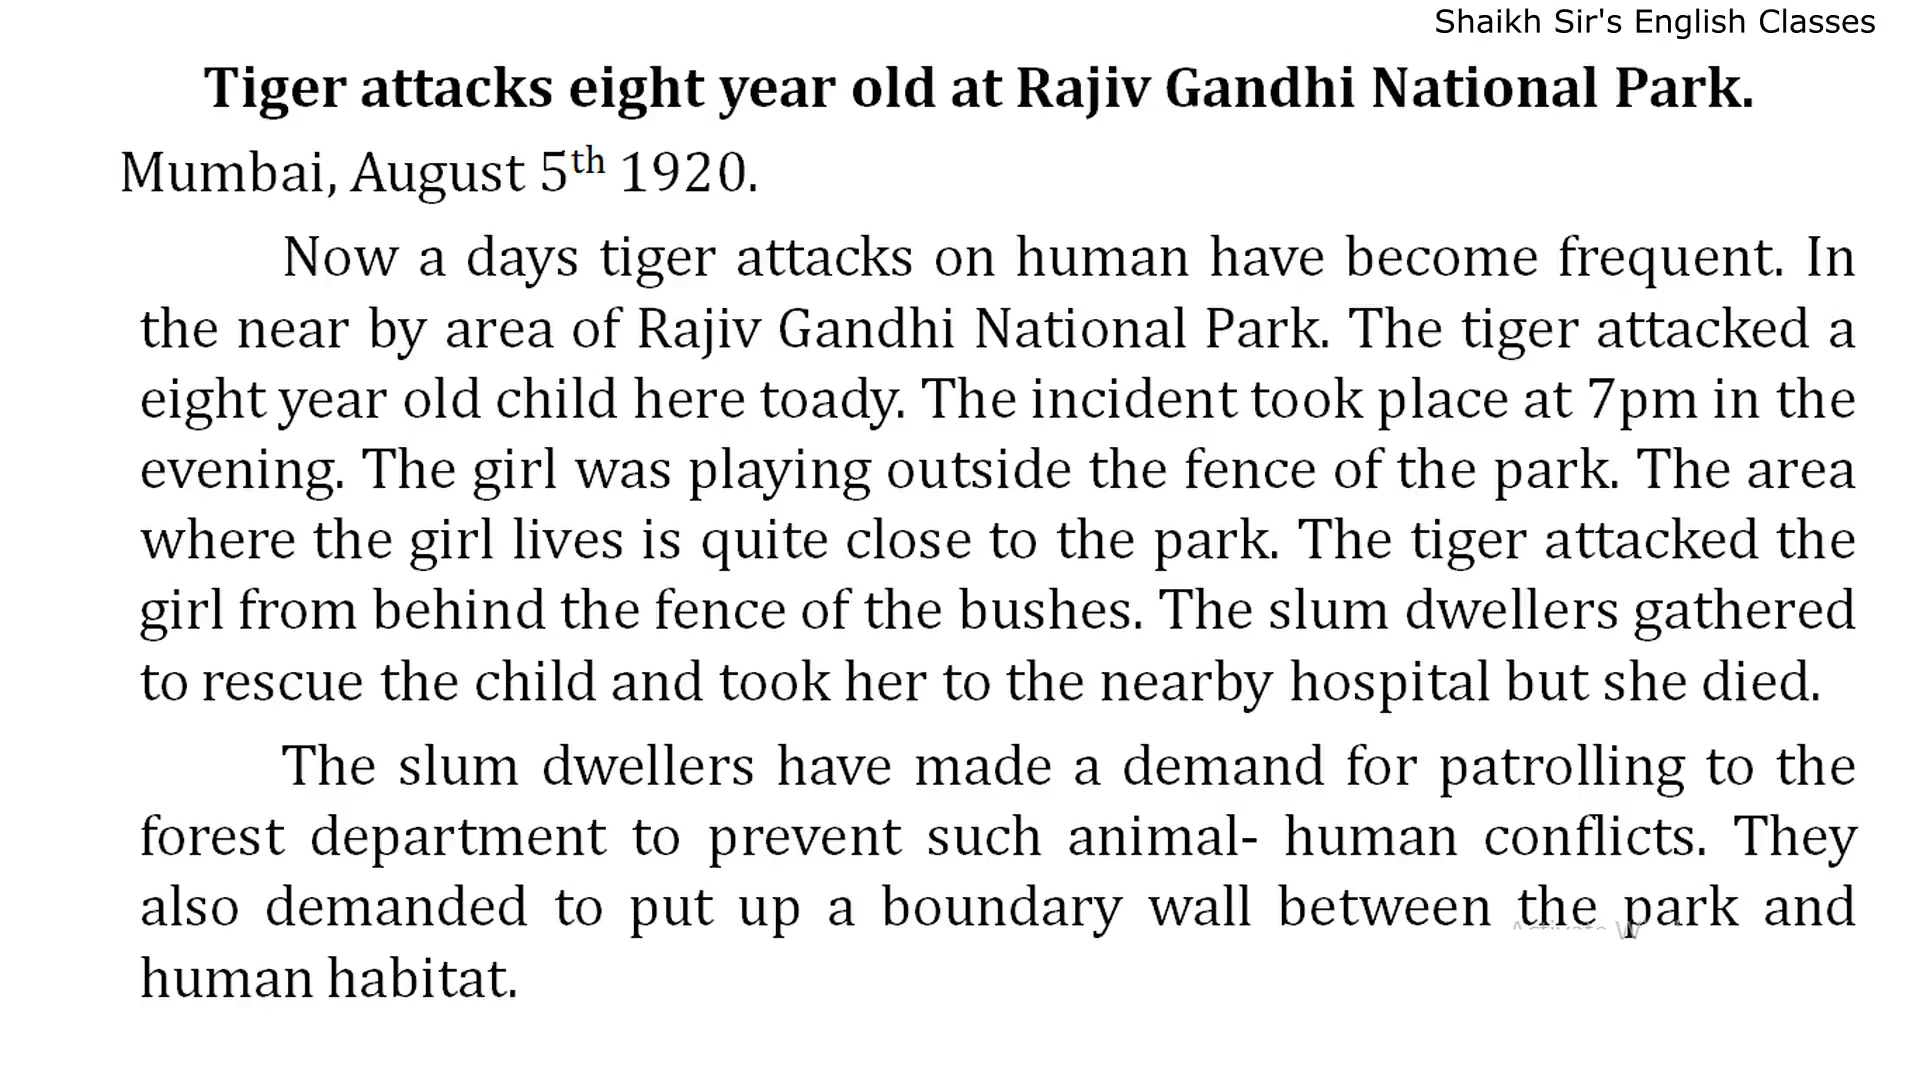 Shaikh Sir's English Classes
Tiger attacks eight year old at Rajiv Gandhi National Park.
Mumbai, August 5th 1920.
Now a days tiger attacks on human have become frequent. In
the near by area of Rajiv Gandhi National Park. The tiger attacked a
eight year old child here toady. The incident took place at 7pm in the
evening. The girl was playing outside the fence of the park. The area
where the girl lives is quite close to the park. The tiger attacked the
girl from behind the fence of the bushes. The slum dwellers gathered
to rescue the child and took her to the nearby hospital but she died.
The slum dwellers have made a demand for patrolling to the
forest department to prevent such animal- human conflicts. They
also demanded to put up a boundary wall between the park and
human habitat.